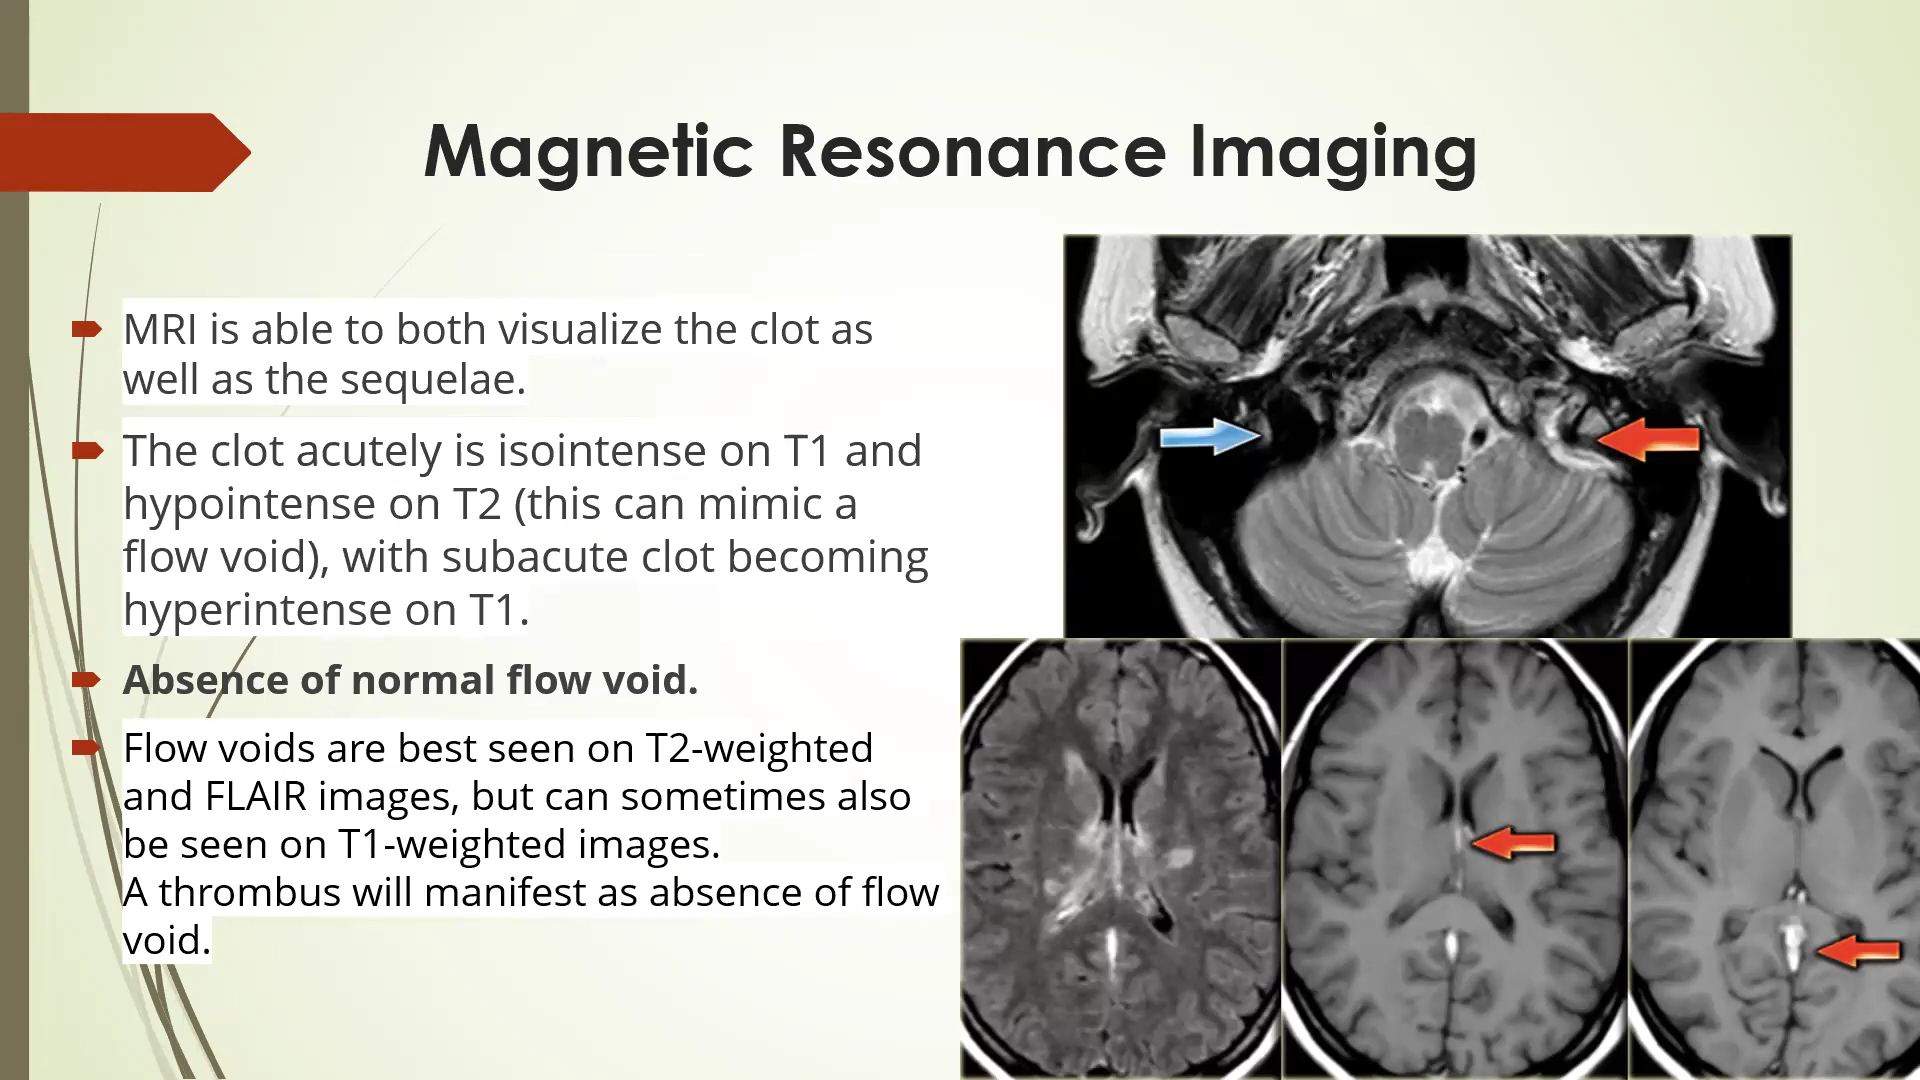 Magnetic Resonance Imaging
MRI is able to both visualize the clot as
well as the sequelae.
The clot acutely is isointense on T1 and
hypointense on T2 (this can mimic a
flow void), with subacute clot becoming
hyperintense on T1.
Absence of normal flow void.
Flow voids are best seen on T2-weighted
and FLAIR images, but can sometimes also
be seen on T1-weighted images.
A thrombus will manifest as absence of flow
void.